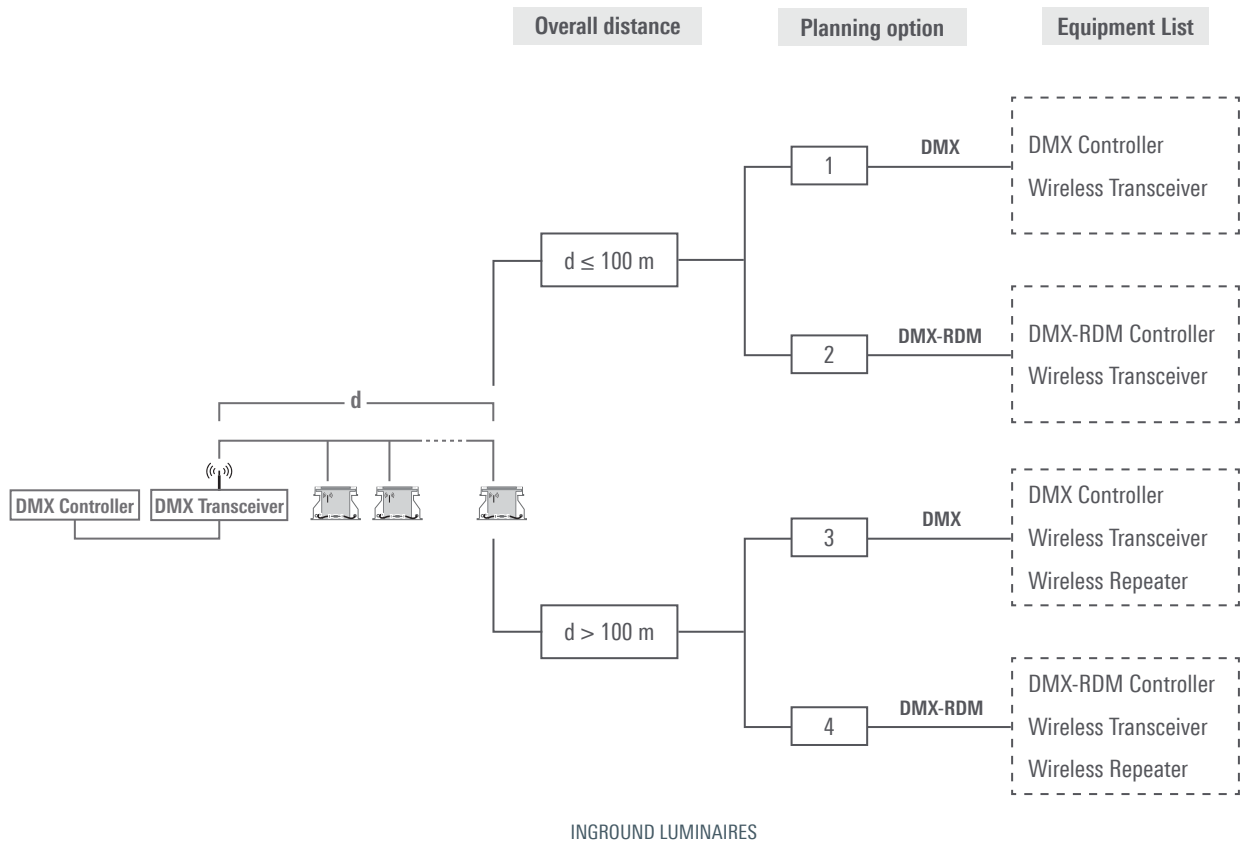 Overall distance
Planning option
Equipment List
DMX Controller
Wireless Transceiver
1
DMX
d ≤ 100 m
DMX-RDM Controller
Wireless Transceiver
2
DMX-RDM
d
DMX Controller
DMX Transceiver
DMX Controller
Wireless Transceiver
Wireless Repeater
3
DMX
d > 100 m
DMX-RDM Controller
Wireless Transceiver
Wireless Repeater
4
DMX-RDM
INGROUND LUMINAIRES